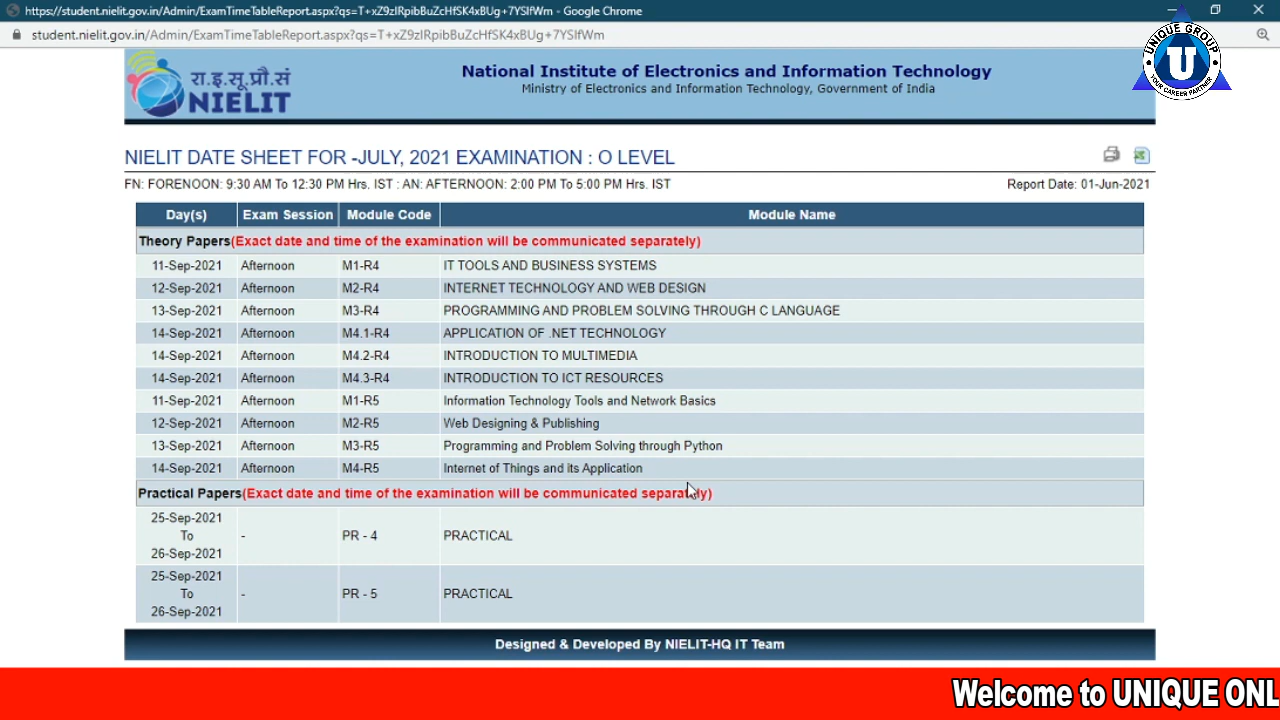 https://student.nielit.gov.in/Admin/ExamTimeTableReport.aspx?qs=T+xZ9zIRpibBuZcHfSK4xBUg+7YSlfWm - Google Chrome
student.nielit.gov.in/Admin/ExamTimeTableReport.aspx?qs=T+xZ9zIRpibBuZcHfSK4xBUg+7YSlfWm
UNIQUE GROUP
U
YOUR CAREER PARTNER
रा.इ.सू.प्रौ.सं
NIELIT
National Institute of Electronics and Information Technology
Ministry of Electronics and Information Technology, Government of India
NIELIT DATE SHEET FOR -JULY, 2021 EXAMINATION : O LEVEL
FN: FORENOON: 9:30 AM To 12:30 PM Hrs. IST : AN: AFTERNOON: 2:00 PM To 5:00 PM Hrs. IST Report Date: 01-Jun-2021
Day(s) Exam Session Module Code Module Name
Theory Papers(Exact date and time of the examination will be communicated separately)
11-Sep-2021 Afternoon M1-R4 IT TOOLS AND BUSINESS SYSTEMS
12-Sep-2021 Afternoon M2-R4 INTERNET TECHNOLOGY AND WEB DESIGN
13-Sep-2021 Afternoon M3-R4 PROGRAMMING AND PROBLEM SOLVING THROUGH C LANGUAGE
14-Sep-2021 Afternoon M4.1-R4 APPLICATION OF .NET TECHNOLOGY
14-Sep-2021 Afternoon M4.2-R4 INTRODUCTION TO MULTIMEDIA
14-Sep-2021 Afternoon M4.3-R4 INTRODUCTION TO ICT RESOURCES
11-Sep-2021 Afternoon M1-R5 Information Technology Tools and Network Basics
12-Sep-2021 Afternoon M2-R5 Web Designing & Publishing
13-Sep-2021 Afternoon M3-R5 Programming and Problem Solving through Python
14-Sep-2021 Afternoon M4-R5 Internet of Things and its Application
Practical Papers(Exact date and time of the examination will be communicated separately)
25-Sep-2021
To - PR - 4 PRACTICAL
26-Sep-2021
25-Sep-2021
To - PR - 5 PRACTICAL
26-Sep-2021
Designed & Developed By NIELIT-HQ IT Team
Welcome to UNIQUE ONL